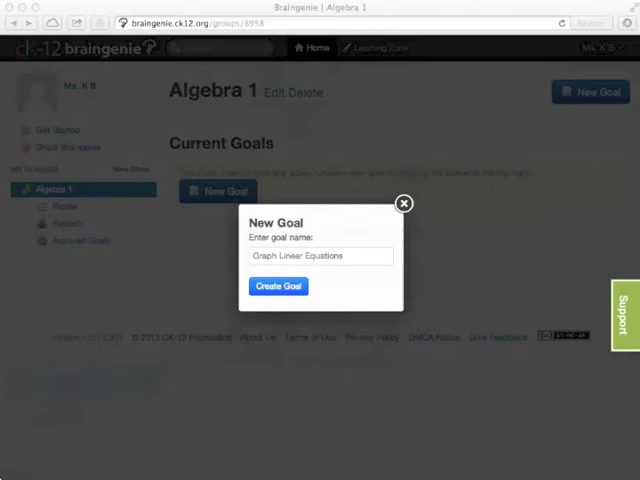 Braingenie | Algebra 1
braingenie.ck12.org/groups/8958
Reader
ck-12 braingenie
Home
Learning Zone
Ms. K B
Ms. K B
Get Started
Share Braingenie
MY CLASSES New Class
Algebra 1
Roster
Reports
Archived Goals
Algebra 1 Edit Delete
New Goal
Current Goals
New Goal
New Goal
Enter goal name:
Graph Linear Equations
Create Goal
Support
© 2013 CK-12 Foundation About Us Terms of Use Privacy Policy DMCA Notice Give Feedback